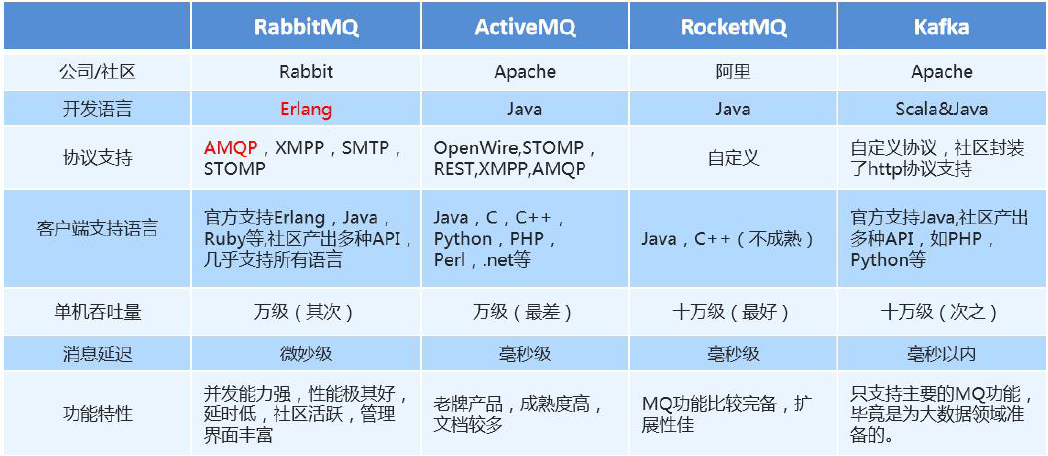 RabbitMQ ActiveMQ RocketMQ Kafka
公司/社区 Rabbit Apache 阿里 Apache
开发语言 Erlang Java Java Scala&Java
协议支持
AMQP，XMPP，SMTP，
STOMP
OpenWire,STOMP，
REST,XMPP,AMQP
自定义
自定义协议，社区封装
了http协议支持
客户端支持语言
官方支持Erlang，Java，
Ruby等,社区产出多种API，
几乎支持所有语言
Java，C，C++，
Python，PHP，
Perl，.net等
Java，C++（不成熟）
官方支持Java,社区产出
多种API，如PHP，
Python等
单机吞吐量 万级（其次） 万级（最差） 十万级（最好） 十万级（次之）
消息延迟 微妙级 毫秒级 毫秒级 毫秒以内
功能特性
并发能力强，性能极其好，
延时低，社区活跃，管理
界面丰富
老牌产品，成熟度高，
文档较多
MQ功能比较完备，扩
展性佳
只支持主要的MQ功能，
毕竟是为大数据领域准
备的。